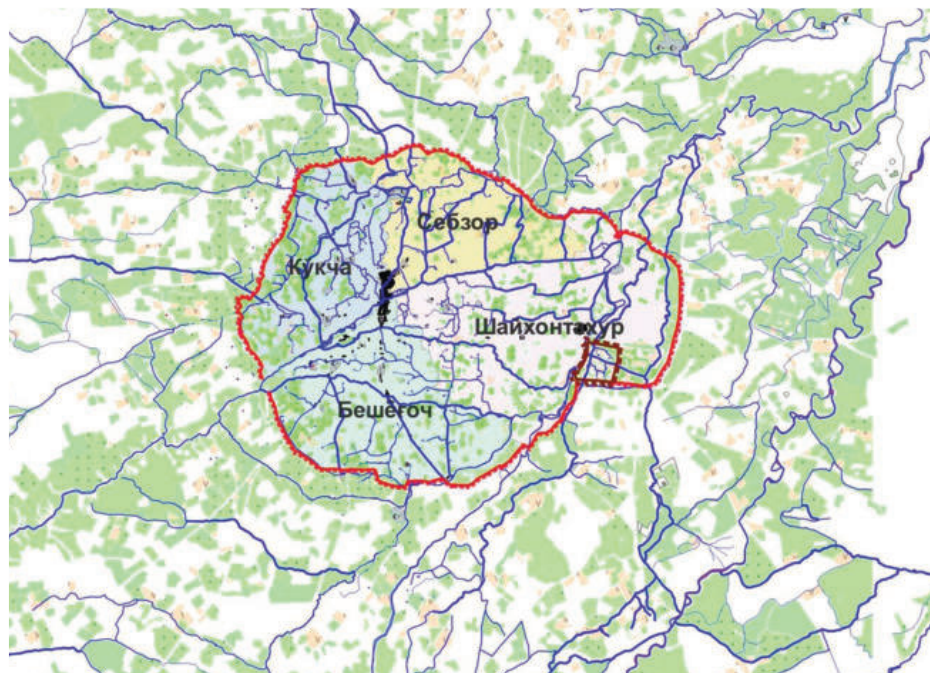 Себзор
Кукча
Шайхонтахур
Бешёгоч